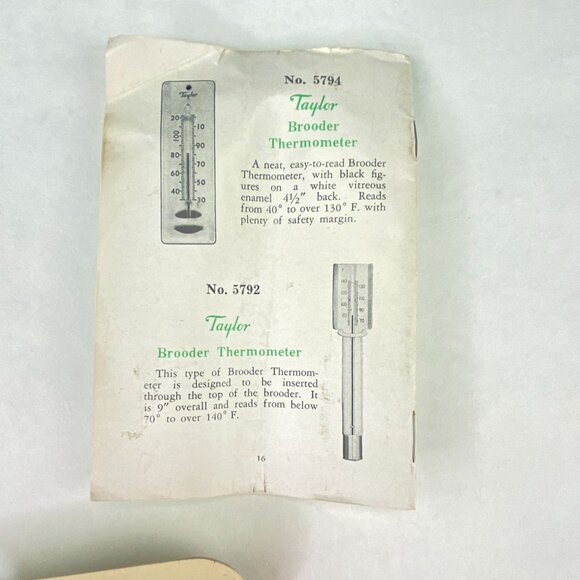 No. 5794
Taylor
Brooder
Thermometer
A neat, easy-to-read Brooder
Thermometer, with black fig-
ures on a white vitreous
enamel 4½" back. Reads
from 40° to over 130° F. with
plenty of safety margin.
Taylor
No. 5792
Taylor
Brooder Thermometer
This type of Brooder Thermom-
eter is designed to be inserted
through the top of the brooder. It
is 9" overall and reads from below
70° to over 140° F.
16